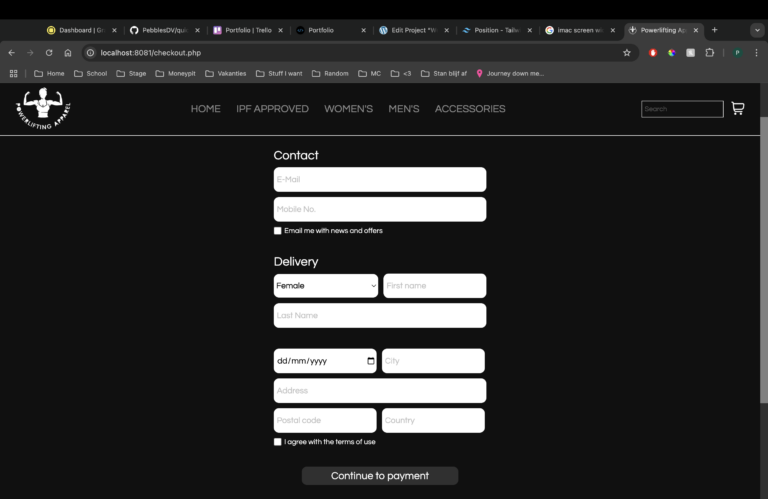 Dashboard | Gr
PebblesDV/qui
Portfolio | Trello
Portfolio
Edit Project "W
Position - Tailw
imac screen wi
Powerlifting Ap
localhost:8081/checkout.php
P
Home
School
Stage
Moneypit
Vakanties
Stuff I want
Random
MC
<3
Stan blijf af
Journey down me...
POWERLIFTING APPAREL
HOME
IPF APPROVED
WOMEN'S
MEN'S
ACCESSORIES
Search
Contact
E-Mail
Mobile No.
Email me with news and offers
Delivery
Female
First name
Last Name
dd/mm/yyyy
City
Address
Postal code
Country
I agree with the terms of use
Continue to payment